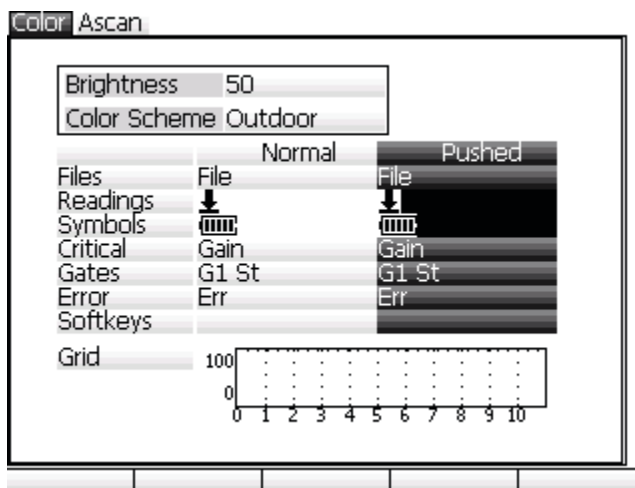 Color Ascan
Brightness 50
Color Scheme Outdoor
Normal Pushed
Files File File
Readings
Symbols
Critical Gain Gain
Gates G1 St G1 St
Error Err Err
Softkeys
Grid 100
0
0 1 2 3 4 5 6 7 8 9 10